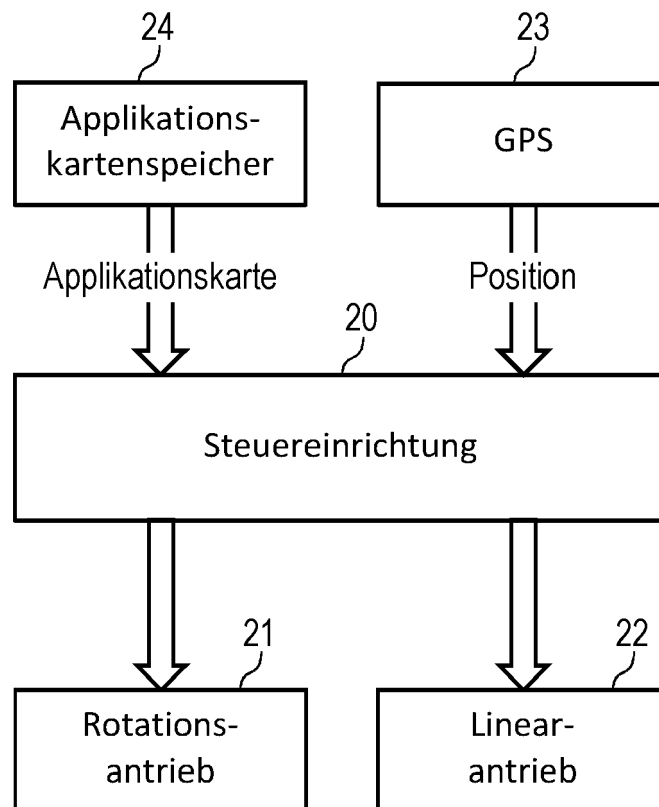 24
23
Applikations-
kartenspeicher
GPS
Applikationskarte
Position
20
Steuereinrichtung
21
22
Rotations-
antrieb
Linear-
antrieb